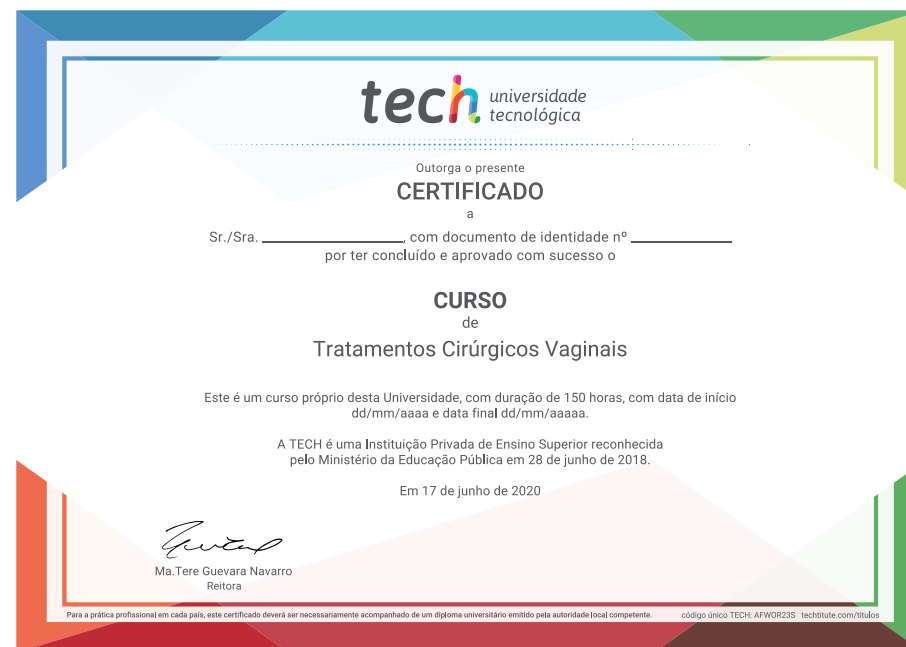 tech universidade
tecnológica
Outorga o presente
CERTIFICADO
a
Sr./Sra. ____________, com documento de identidade nº ____________
por ter concluído e aprovado com sucesso o
CURSO
de
Tratamentos Cirúrgicos Vaginais
Este é um curso próprio desta Universidade, com duração de 150 horas, com data de início
dd/mm/aaaa e data final dd/mm/aaaaa.
A TECH é uma Instituição Privada de Ensino Superior reconhecida
pelo Ministério da Educação Pública em 28 de junho de 2018.
Em 17 de junho de 2020
Ma.Tere Guevara Navarro
Reitora
Para a prática profissional em cada país, este certificado deverá ser necessariamente acompanhado de um diploma universitário emitido pela autoridade local competente.
código único TECH: AFWOR23S techtitute.com/titulos